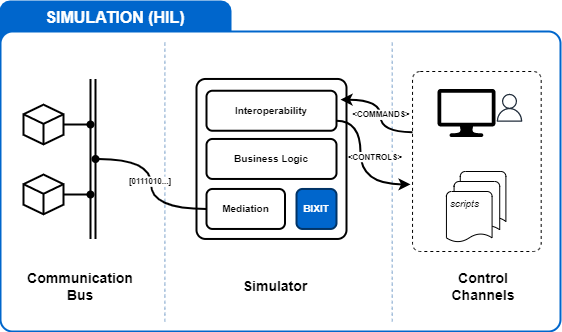 SIMULATION (HIL)
Interoperability
<COMMANDS>
Business Logic
<CONTROLS>
[0111010...]
Mediation
BIXIT
scripts
Communication
Bus
Simulator
Control
Channels